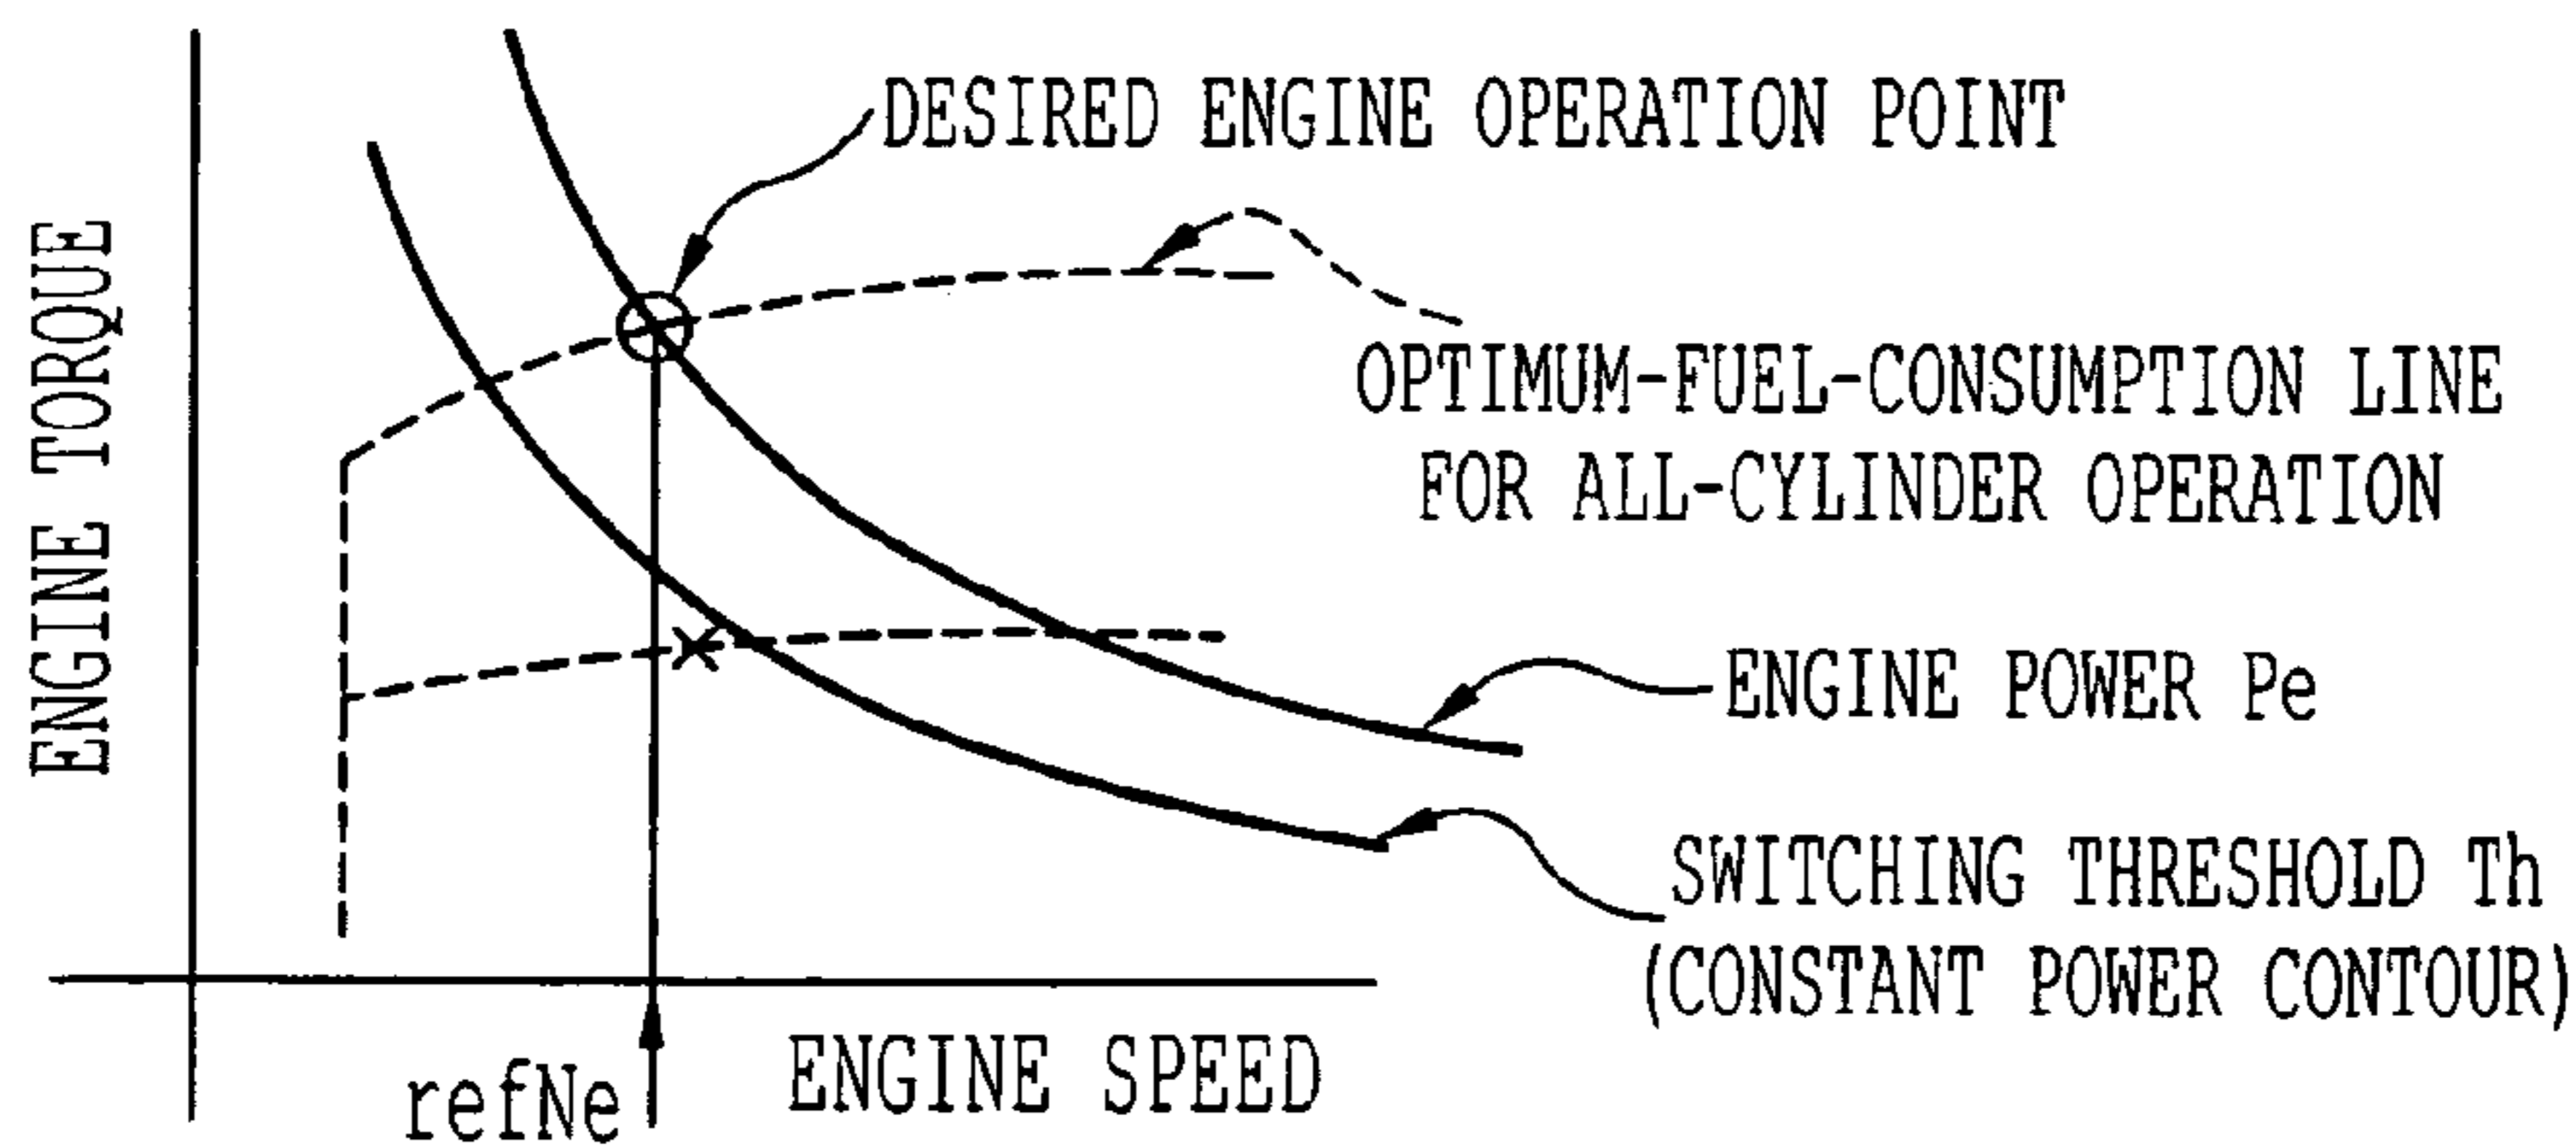 DESIRED ENGINE OPERATION POINT
ENGINE TORQUE
OPTIMUM-FUEL-CONSUMPTION LINE
FOR ALL-CYLINDER OPERATION
ENGINE POWER Pe
SWITCHING THRESHOLD Th
(CONSTANT POWER CONTOUR)
ENGINE SPEED
refNe